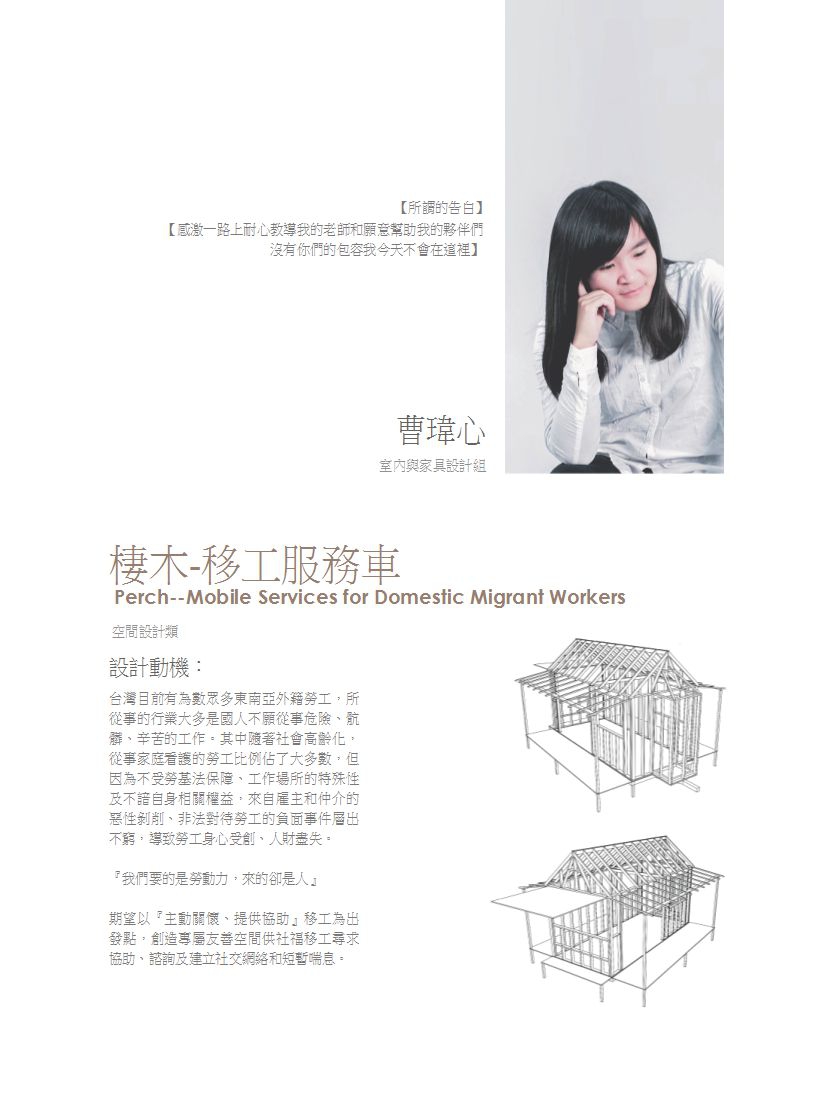 【所謂的告白】
【感激一路上耐心教導我的老師和願意幫助我的夥伴們
沒有你們的包容我今天不會在這裡】
曹瑋心
室內與家具設計組
棲木-移工服務車
Perch--Mobile Services for Domestic Migrant Workers
空間設計類
設計動機：
台灣目前有為數眾多東南亞外籍勞工，所
從事的行業大多是國人不願從事危險、骯
髒、辛苦的工作。其中隨著社會高齡化，
從事家庭看護的勞工比例佔了大多數，但
因為不受勞基法保障、工作場所的特殊性
及不諳自身相關權益，來自雇主和仲介的
惡性剝削、非法對待勞工的負面事件層出
不窮，導致勞工身心受創、人財盡失。
『我們要的是勞動力，來的卻是人』
期望以『主動關懷、提供協助』移工為出
發點，創造專屬友善空間供社福移工尋求
協助、諮詢及建立社交網絡和短暫喘息。